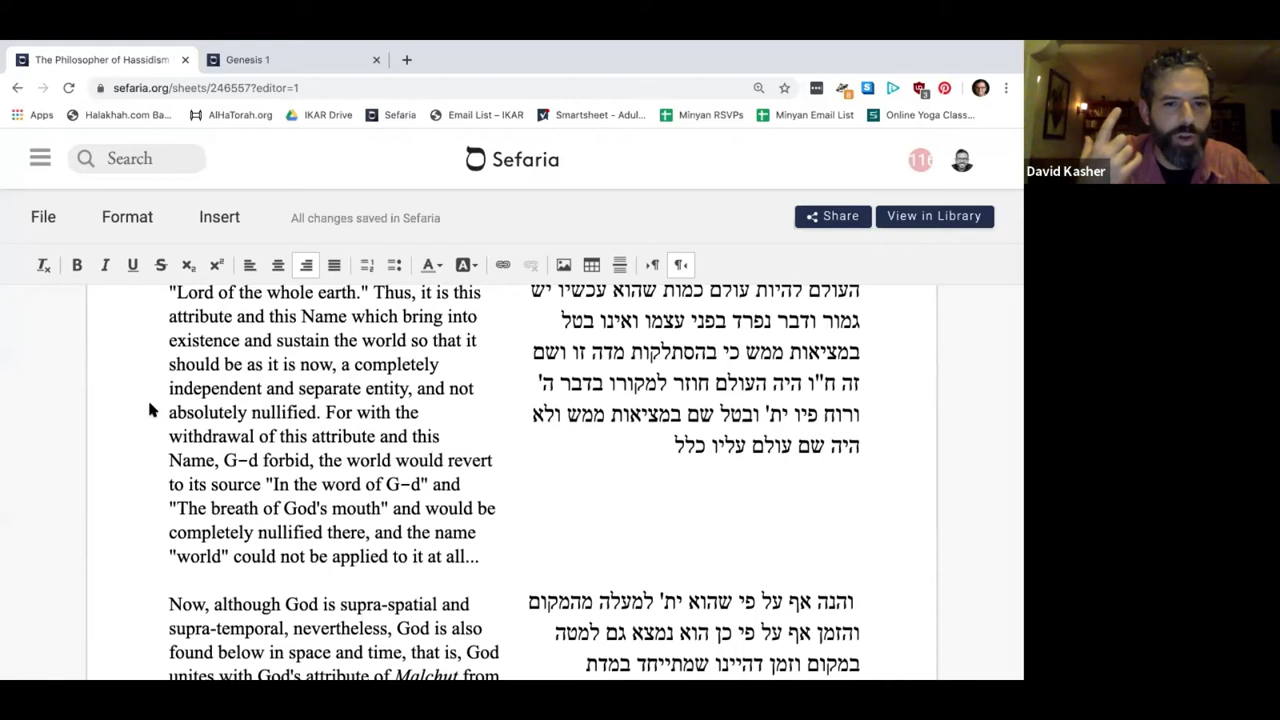 The Philosopher of Hassidism
Genesis 1
sefaria.org/sheets/246557?editor=1
Apps Halakhah.com Ba... AlHaTorah.org IKAR Drive Sefaria Email List – IKAR Smartsheet - Adul... Minyan RSVPs Minyan Email List Online Yoga Class...
David Kasher
Search
Sefaria
116
File Format Insert All changes saved in Sefaria
Share View in Library
"Lord of the whole earth." Thus, it is this
attribute and this Name which bring into
existence and sustain the world so that it
should be as it is now, a completely
independent and separate entity, and not
absolutely nullified. For with the
withdrawal of this attribute and this
Name, G–d forbid, the world would revert
to its source "In the word of G–d" and
"The breath of God's mouth" and would be
completely nullified there, and the name
"world" could not be applied to it at all...
העולם להיות עולם כמות שהוא עכשיו יש
גמור ודבר נפרד בפני עצמו ואינו בטל
במציאות ממש כי בהסתלקות מדה זו ושם
זה ח"ו היה העולם חוזר למקורו בדבר ה'
ורוח פיו ית' ובטל שם במציאות ממש ולא
היה שם עולם עליו כלל
Now, although God is supra-spatial and
supra-temporal, nevertheless, God is also
found below in space and time, that is, God
unites with God's attribute of Malchut from
והנה אף על פי שהוא ית' למעלה מהמקום
והזמן אף על פי כן הוא נמצא גם למטה
במקום וזמן דהיינו שמתייחד במדת